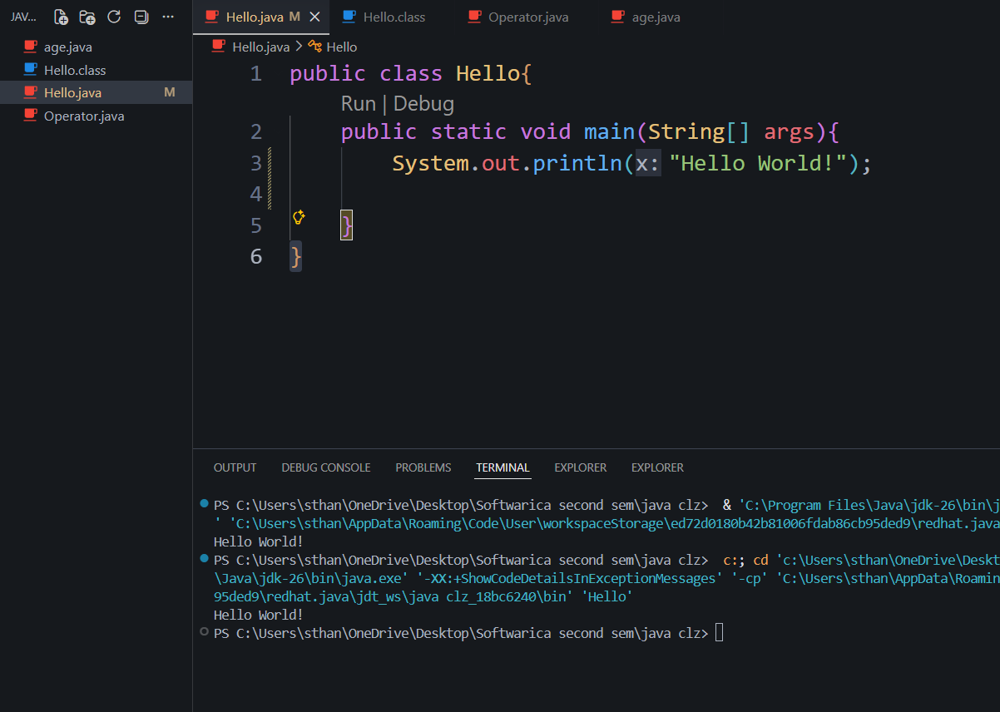 JAV...
age.java
Hello.class
Hello.java M
Operator.java
Hello.java M
Hello.class
Operator.java
age.java
Hello.java > Hello
1 public class Hello{
Run | Debug
2 public static void main(String[] args){
3 System.out.println(x: "Hello World!");
4
5 }
6 }
OUTPUT DEBUG CONSOLE PROBLEMS TERMINAL EXPLORER EXPLORER
PS C:\Users\sthan\OneDrive\Desktop\Softwarica second sem\java clz> & 'C:\Program Files\Java\jdk-26\bin\j
' 'C:\Users\sthan\AppData\Roaming\Code\User\workspaceStorage\ed72d0180b42b81006fdab86cb95ded9\redhat.java
Hello World!
PS C:\Users\sthan\OneDrive\Desktop\Softwarica second sem\java clz> c:; cd 'c:\Users\sthan\OneDrive\Deskt
\Java\jdk-26\bin\java.exe' '-XX:+ShowCodeDetailsInExceptionMessages' '-cp' 'C:\Users\sthan\AppData\Roamin
95ded9\redhat.java\jdt_ws\java clz_18bc6240\bin' 'Hello'
Hello World!
PS C:\Users\sthan\OneDrive\Desktop\Softwarica second sem\java clz>